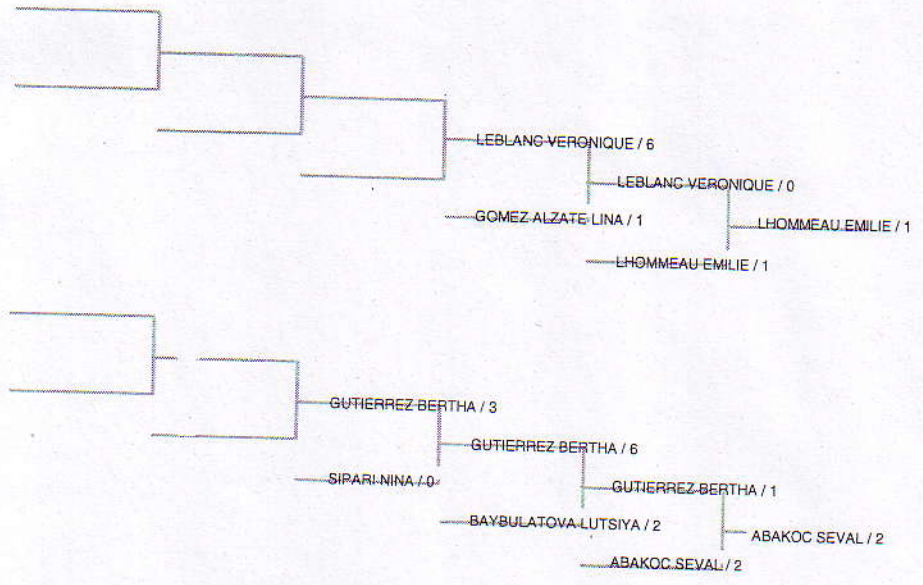 LEBLANC VERONIQUE / 6
LEBLANC VERONIQUE / 0
GOMEZ ALZATE LINA / 1
LHOMMEAU EMILIE / 1
LHOMMEAU EMILIE / 1
GUTIERREZ BERTHA / 3
GUTIERREZ BERTHA / 6
SIPARI NINA / 0
GUTIERREZ BERTHA / 1
BAYBULATOVA LUTSIYA / 2
ABAKOC SEVAL / 2
ABAKOC SEVAL / 2